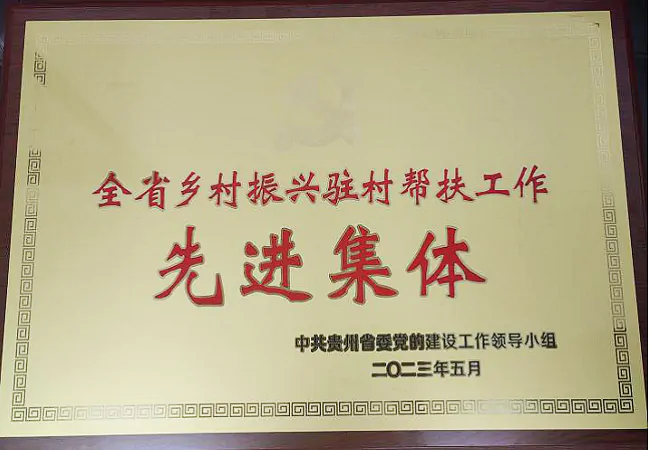 全省乡村振兴驻村帮扶工作
先进集体
中共贵州省委党的建设工作领导小组
二〇二三年五月